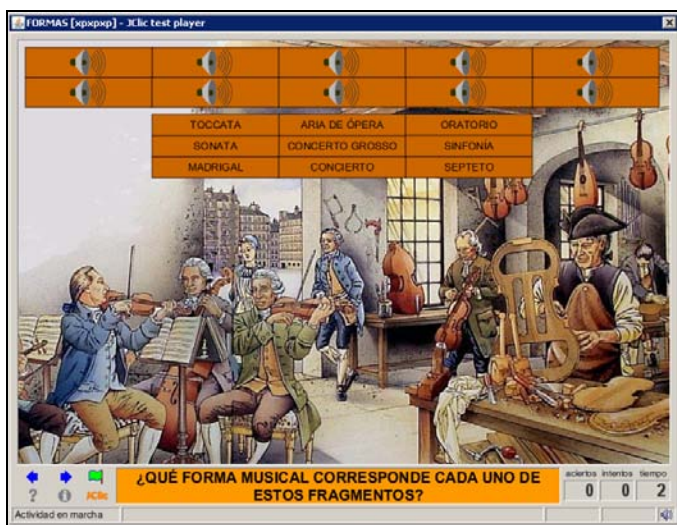 FORMAS [xpxpxp] - JClic test player
TOCCATA ARIA DE ÓPERA ORATORIO
SONATA CONCERTO GROSSO SINFONÍA
MADRIGAL CONCIERTO SEPTETO
¿QUÉ FORMA MUSICAL CORRESPONDE CADA UNO DE
ESTOS FRAGMENTOS?
aciertos intentos tiempo
0 0 2
JClic
Actividad en marcha